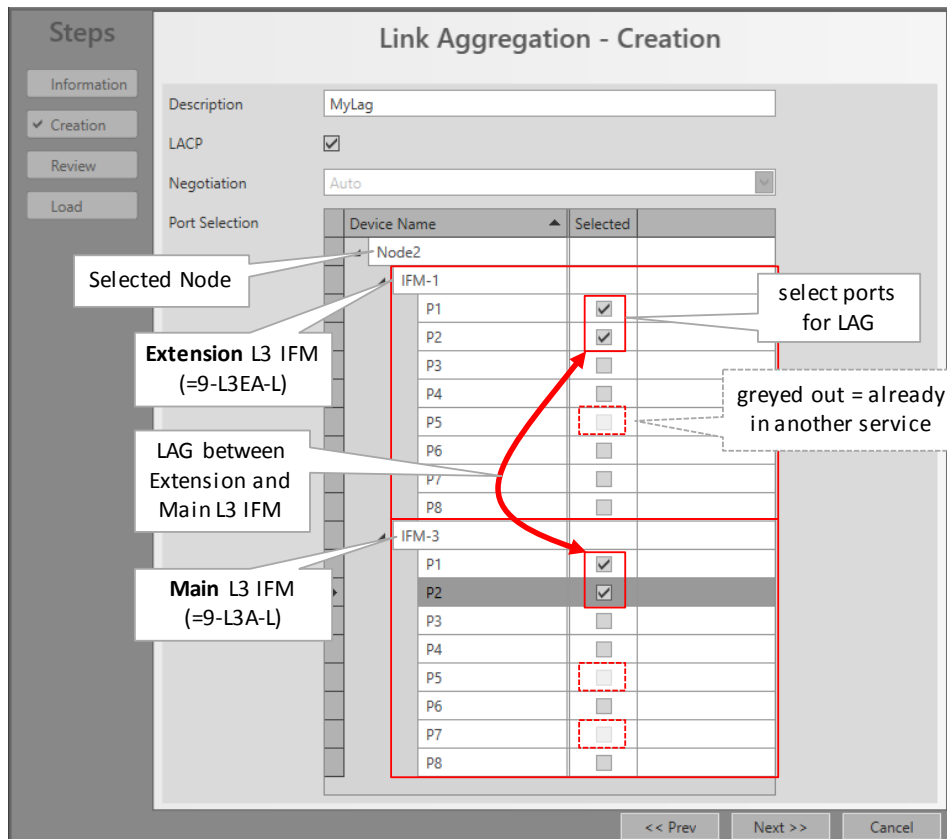 Steps
Link Aggregation - Creation
Information
✔ Creation
Review
Load
Description
MyLag
LACP
Negotiation
Auto
Port Selection
Device Name
Selected
Node2
Selected Node
IFM-1
P1
P2
P3
P4
P5
P6
P7
P8
select ports
for LAG
Extension L3 IFM
(=9-L3EA-L)
greyed out = already
in another service
LAG between
Extension and
Main L3 IFM
IFM-3
P1
P2
P3
P4
P5
P6
P7
P8
Main L3 IFM
(=9-L3A-L)
<< Prev
Next >>
Cancel